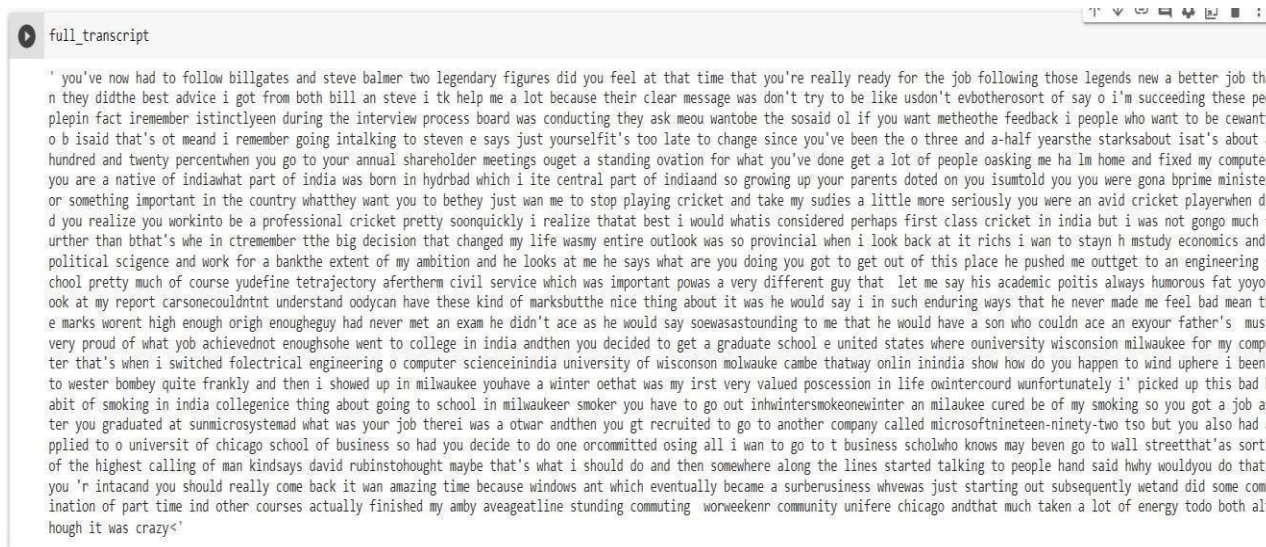 full_transcript
' you've now had to follow billgates and steve balmer two legendary figures did you feel at that time that you're really ready for the job following those legends new a better job th
n they didthe best advice i got from both bill an steve i tk help me a lot because their clear message was don't try to be like usdon't evbotherosort of say o i'm succeeding these pe
plepin fact iremember istinctlyeen during the interview process board was conducting they ask meou wantobe the sosaid ol if you want metheothe feedback i people who want to be cewant
o b isaid that's ot meand i remember going intalking to steven e says just yourselfit's too late to change since you've been the o three and a-half yearsthe starksabout isat's about
hundred and twenty percentwhen you go to your annual shareholder meetings ouget a standing ovation for what you've done get a lot of people oasking me ha lm home and fixed my compute
you are a native of indiawhat part of india was born in hydrbad which i ite central part of indiaand so growing up your parents doted on you isumtold you you were gona bprime ministe
or something important in the country whatthey want you to bethey just wan me to stop playing cricket and take my sudies a little more seriously you were an avid cricket playerwhen d
d you realize you workinto be a professional cricket pretty soonquickly i realize thatat best i would whatis considered perhaps first class cricket in india but i was not gongo much
urther than bthat's whe in ctremember tthe big decision that changed my life wasmy entire outlook was so provincial when i look back at it richs i wan to stayn h mstudy economics and
political scigence and work for a bankthe extent of my ambition and he looks at me he says what are you doing you got to get out of this place he pushed me outtget to an engineering
chool pretty much of course yudefine tetrajectory afertherm civil service which was important powas a very different guy that let me say his academic poitis always humorous fat yoyo
ook at my report carsonecouldntnt understand oodycan have these kind of marksbutthe nice thing about it was he would say i in such enduring ways that he never made me feel bad mean t
e marks worent high enough origh enougheguy had never met an exam he didn't ace as he would say soewasastounding to me that he would have a son who couldn ace an exyour father's mus
very proud of what yob achievednot enoughsohe went to college in india andthen you decided to get a graduate school e united states where ouniversity wisconsion milwaukee for my comp
ter that's when i switched folectrical engineering o computer scienceinindia university of wisconson molwauke cambe thatway onlin inindia show how do you happen to wind uphere i been
to wester bombey quite frankly and then i showed up in milwaukee youhave a winter oethat was my irst very valued poscession in life owintercourd wunfortunately i' picked up this bad
abit of smoking in india collegenice thing about going to school in milwaukeer smoker you have to go out inhwintersmokeonewinter an milaukee cured be of my smoking so you got a job a
ter you graduated at sunmicrosystemad what was your job therei was a otwar andthen you gt recruited to go to another company called microsoftnineteen-ninety-two tso but you also had
pplied to o universit of chicago school of business so had you decide to do one orcommitted osing all i wan to go to t business scholwho knows may beven go to wall streetthat'as sort
of the highest calling of man kindsays david rubinstohought maybe that's what i should do and then somewhere along the lines started talking to people hand said hwhy wouldyou do that
you 'r intacand you should really come back it wan amazing time because windows ant which eventually became a surberusiness whvewas just starting out subsequently wetand did some com
ination of part time ind other courses actually finished my amby aveageatline stunding commuting worweekenr community unifere chicago andthat much taken a lot of energy todo both al
hough it was crazy<'